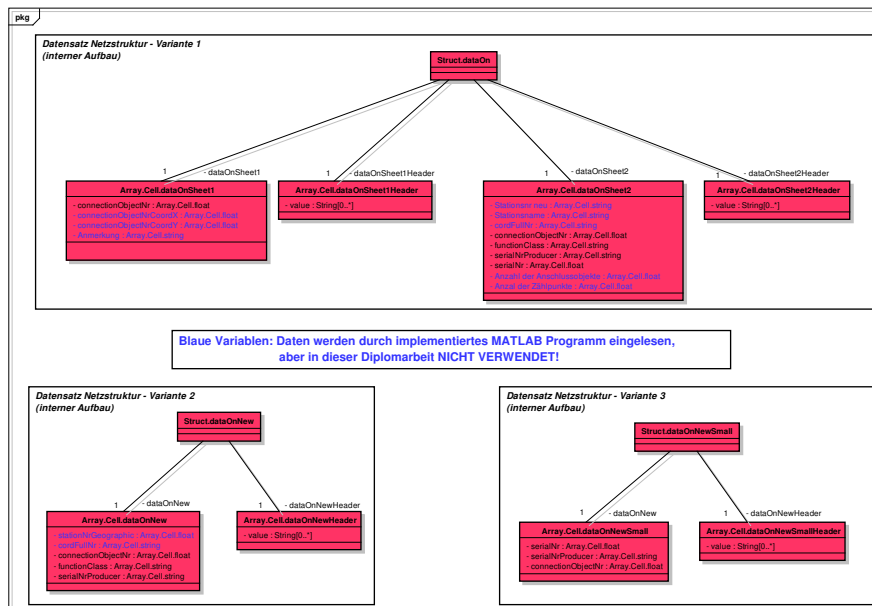 pkg
Datensatz Netzstruktur - Variante 1
(interner Aufbau)
Struct.dataOn
1 - dataOnSheet1
1 - dataOnSheet1Header
1 - dataOnSheet2
1 - dataOnSheet2Header
Array.Cell.dataOnSheet1
- connectionObjectNr : Array.Cell.float
- connectionObjectNrCoordX : Array.Cell.float
- connectionObjectNrCoordY : Array.Cell.float
- Anmerkung : Array.Cell.string
Array.Cell.dataOnSheet1Header
- value : String[0..*]
Array.Cell.dataOnSheet2
- Stationsnr neu : Array.Cell.string
- Stationsname : Array.Cell.string
- cordFullNr : Array.Cell.string
- connectionObjectNr : Array.Cell.float
- functionClass : Array.Cell.string
- serialNrProducer : Array.Cell.string
- serialNr : Array.Cell.float
- Anzahl der Anschlussobjekte : Array.Cell.float
- Anzal der Zählpunkte : Array.Cell.float
Array.Cell.dataOnSheet2Header
- value : String[0..*]
Blaue Variablen: Daten werden durch implementiertes MATLAB Programm eingelesen,
aber in dieser Diplomarbeit NICHT VERWENDET!
Datensatz Netzstruktur - Variante 2
(interner Aufbau)
Struct.dataOnNew
1 - dataOnNew
1 - dataOnNewHeader
Array.Cell.dataOnNew
- stationNrGeographic : Array.Cell.float
- cordFullNr : Array.Cell.string
- connectionObjectNr : Array.Cell.float
- functionClass : Array.Cell.string
- serialNrProducer : Array.Cell.string
Array.Cell.dataOnNewHeader
- value : String[0..*]
Datensatz Netzstruktur - Variante 3
(interner Aufbau)
Struct.dataOnNewSmall
1 - dataOnNew
1 - dataOnNewHeader
Array.Cell.dataOnNewSmall
- serialNr : Array.Cell.float
- serialNrProducer : Array.Cell.string
- connectionObjectNr : Array.Cell.float
Array.Cell.dataOnNewSmallHeader
- value : String[0..*]